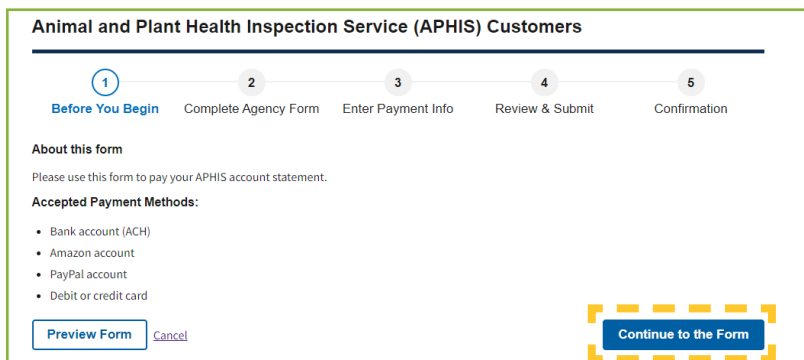 Animal and Plant Health Inspection Service (APHIS) Customers
1 2 3 4 5
Before You Begin Complete Agency Form Enter Payment Info Review & Submit Confirmation
About this form
Please use this form to pay your APHIS account statement.
Accepted Payment Methods:
• Bank account (ACH)
• Amazon account
• PayPal account
• Debit or credit card
Preview Form Cancel Continue to the Form